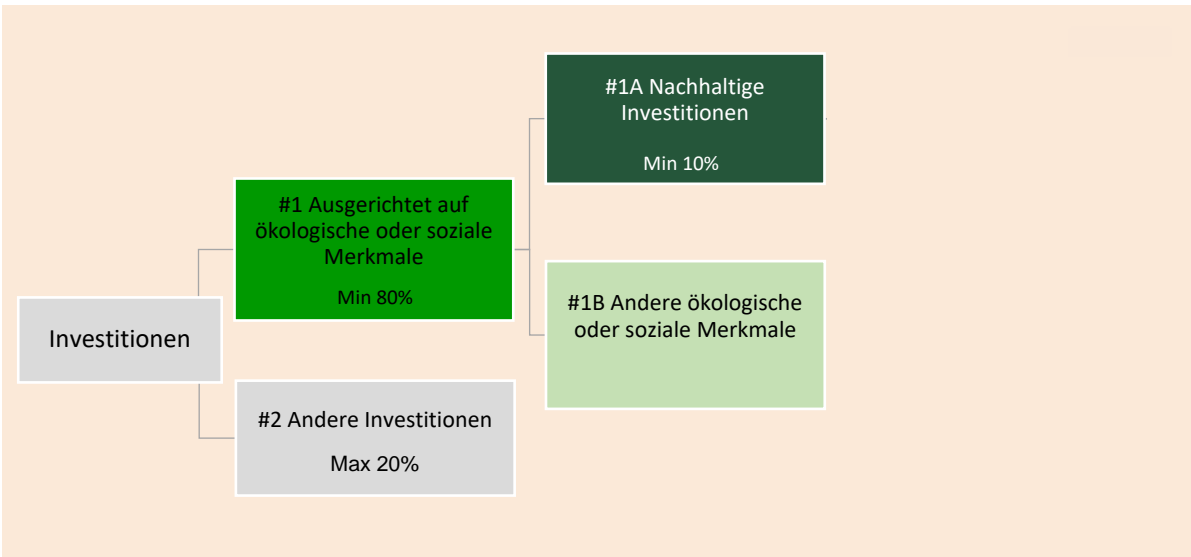 #1A Nachhaltige
Investitionen
Min 10%
#1 Ausgerichtet auf
ökologische oder soziale
Merkmale
Min 80%
#1B Andere ökologische
oder soziale Merkmale
Investitionen
#2 Andere Investitionen
Max 20%